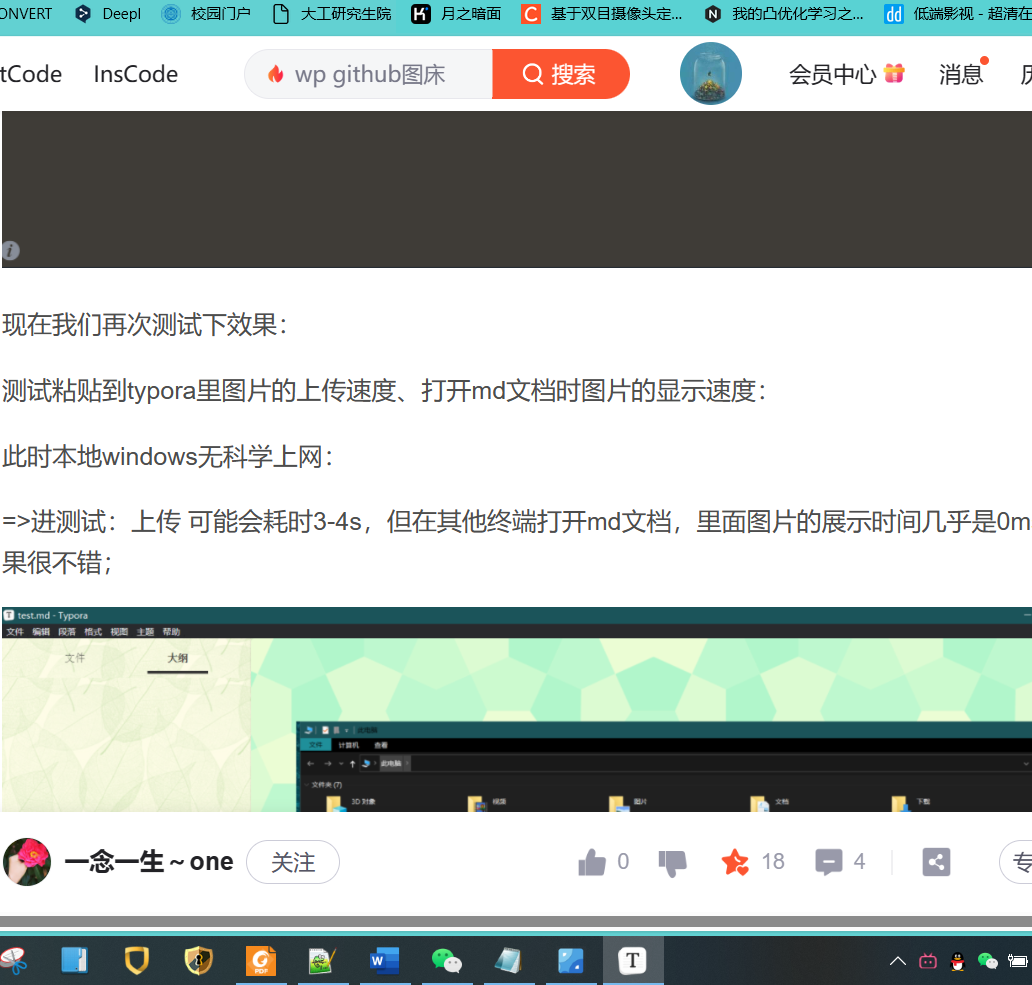 ONVERT Deepl 校园门户 大工研究生院 月之暗面 基于双目摄像头定... 我的凸优化学习之... dd 低端影视 - 超清在
tCode InsCode wp github图床 搜索 会员中心 消息 历
i
现在我们再次测试下效果：
测试粘贴到typora里图片的上传速度、打开md文档时图片的显示速度：
此时本地windows无科学上网：
=>进测试：上传 可能会耗时3-4s，但在其他终端打开md文档，里面图片的展示时间几乎是0m
果很不错；
T test.md - Typora
文件 编辑 段落 格式 视图 主题 帮助
文件 大纲
此电脑
文件 计算机 查看
此电脑
文件夹 (7)
3D 对象 视频 图片 文档 下载
一念一生～one 关注 0 18 4 专
PDF W T